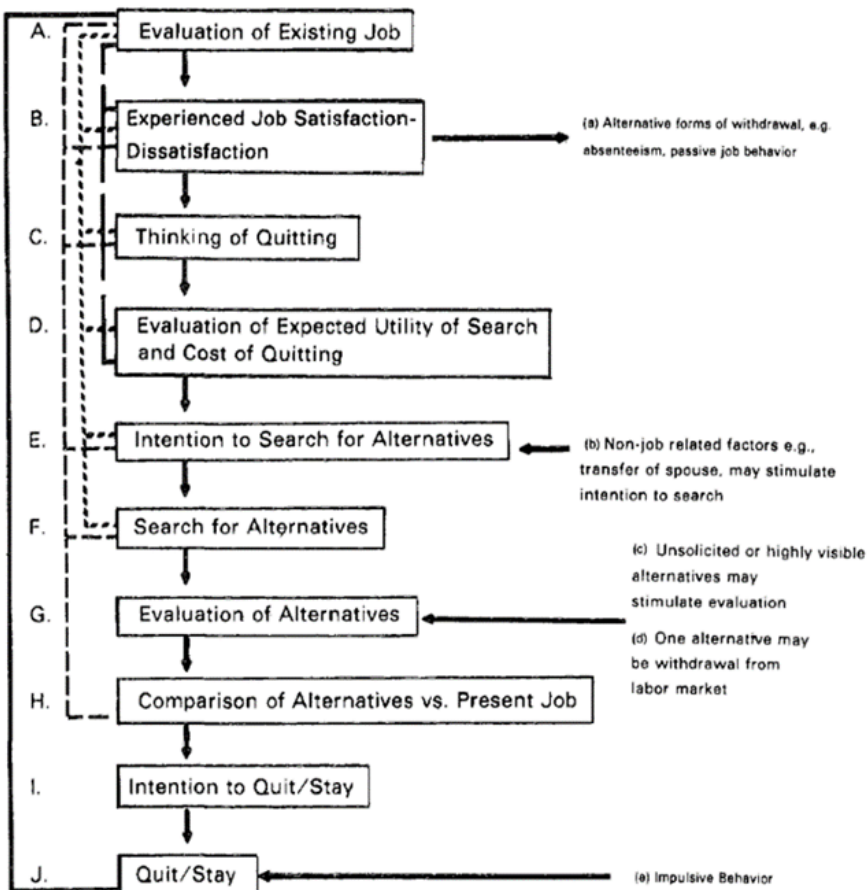 A. Evaluation of Existing Job
B. Experienced Job Satisfaction-
Dissatisfaction
(a) Alternative forms of withdrawal, e.g.
absenteeism, passive job behavior
C. Thinking of Quitting
D. Evaluation of Expected Utility of Search
and Cost of Quitting
E. Intention to Search for Alternatives
(b) Non-job related factors e.g.,
transfer of spouse, may stimulate
intention to search
F. Search for Alternatives
(c) Unsolicited or highly visible
alternatives may
stimulate evaluation
G. Evaluation of Alternatives
(d) One alternative may
be withdrawal from
labor market
H. Comparison of Alternatives vs. Present Job
I. Intention to Quit/Stay
J. Quit/Stay
(e) Impulsive Behavior